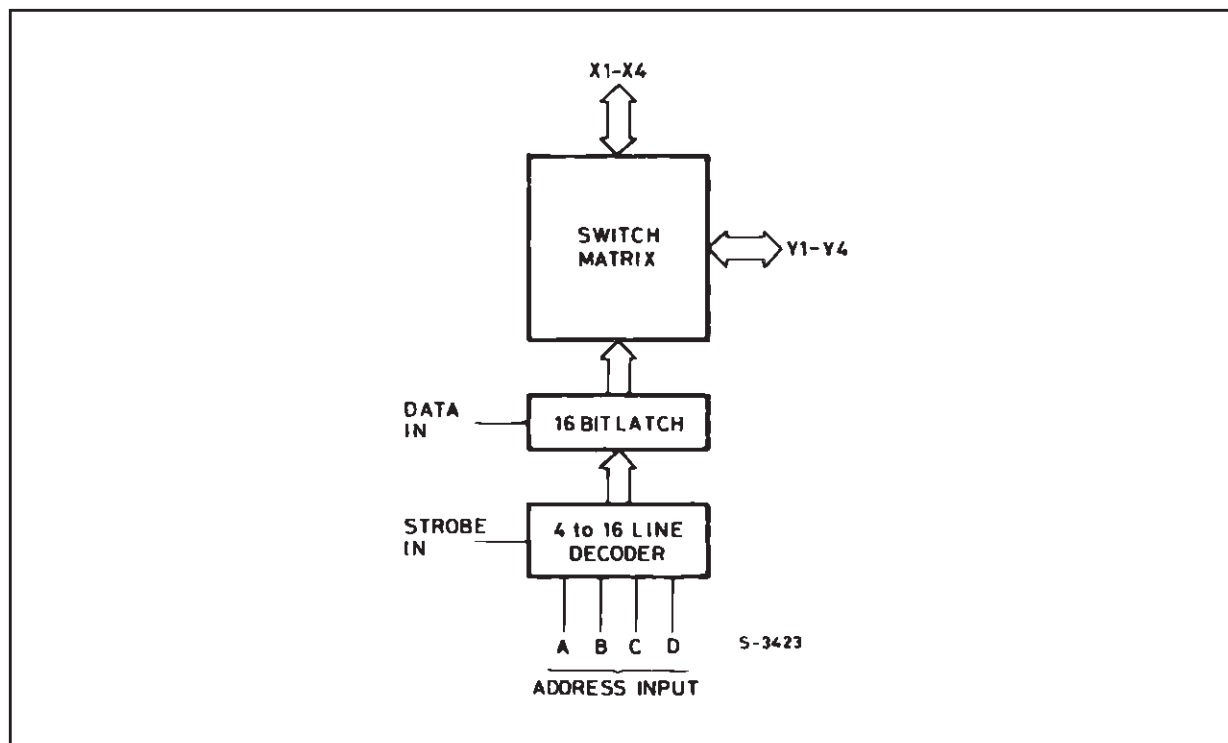 X1-X4
SWITCH
MATRIX
Y1-Y4
DATA
IN
16 BIT LATCH
STROBE
IN
4 to 16 LINE
DECODER
A B C D
S-3423
ADDRESS INPUT